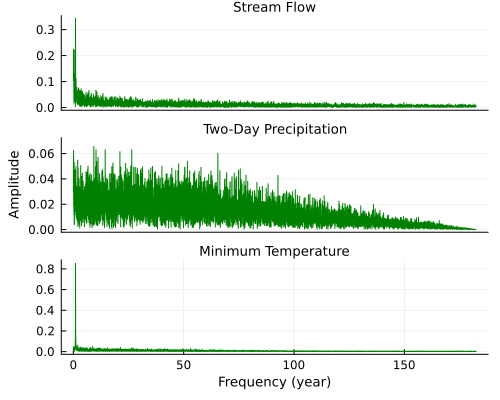 Stream Flow
0.3
0.2
0.1
0.0
Two-Day Precipitation
0.06
0.04
0.02
0.00
Amplitude
Minimum Temperature
0.8
0.6
0.4
0.2
0.0
0 50 100 150
Frequency (year)